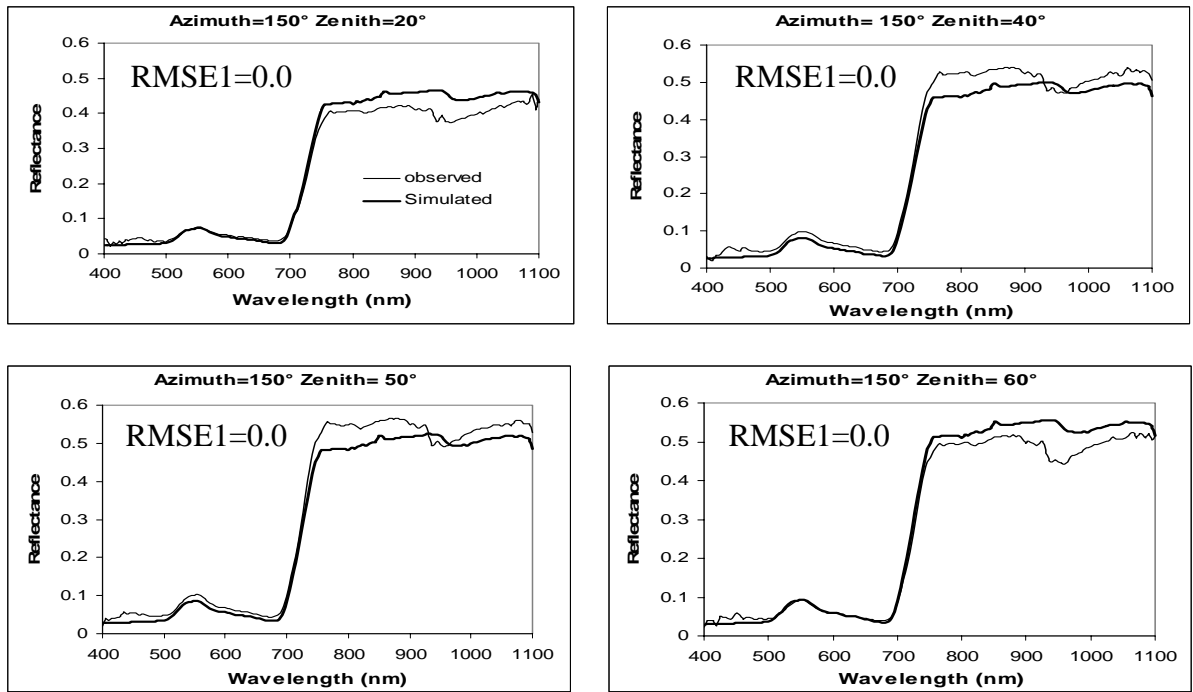 Azimuth=150° Zenith=20°
RMSE1=0.0
0.6
0.5
0.4
0.3
0.2
0.1
0
Reflectance
observed
Simulated
400 500 600 700 800 900 1000 1100
Wavelength (nm)
Azimuth= 150° Zenith=40°
RMSE1=0.0
0.6
0.5
0.4
0.3
0.2
0.1
0
Reflectance
400 500 600 700 800 900 1000 1100
Wavelength (nm)
Azimuth=150° Zenith= 50°
RMSE1=0.0
0.6
0.5
0.4
0.3
0.2
0.1
0
Reflectance
400 500 600 700 800 900 1000 1100
Wavelength (nm)
Azimuth=150° Zenith= 60°
RMSE1=0.0
0.6
0.5
0.4
0.3
0.2
0.1
0
Reflectance
400 500 600 700 800 900 1000 1100
Wavelength (nm)